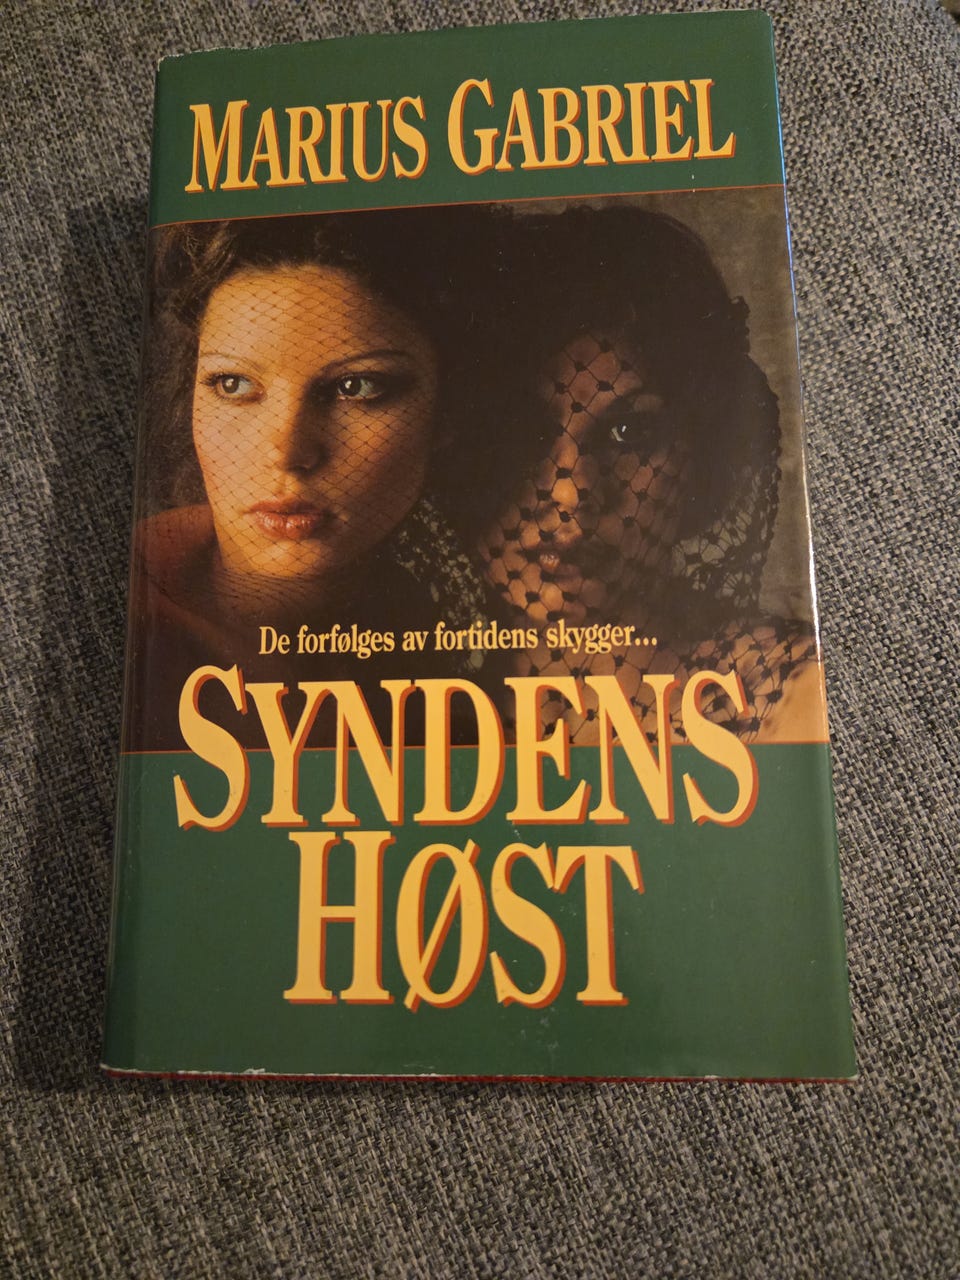 MARIUS GABRIEL
De forfølges av fortidens skygger...
SYNDENS
HØST